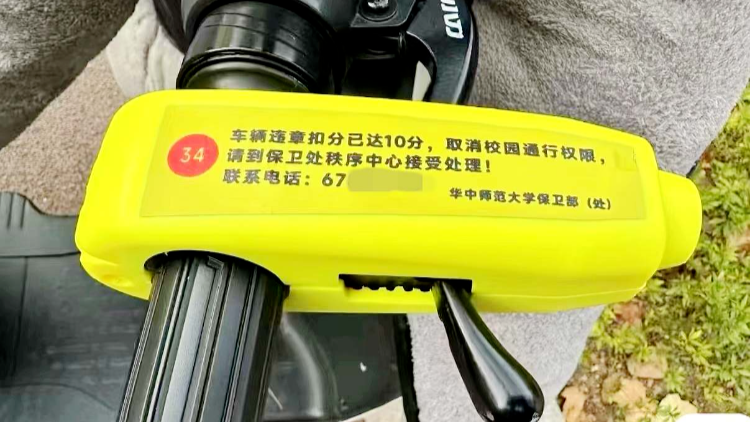 34
车辆违章扣分已达10分，取消校园通行权限，
请到保卫处秩序中心接受处理！
联系电话：67
华中师范大学保卫部（处）